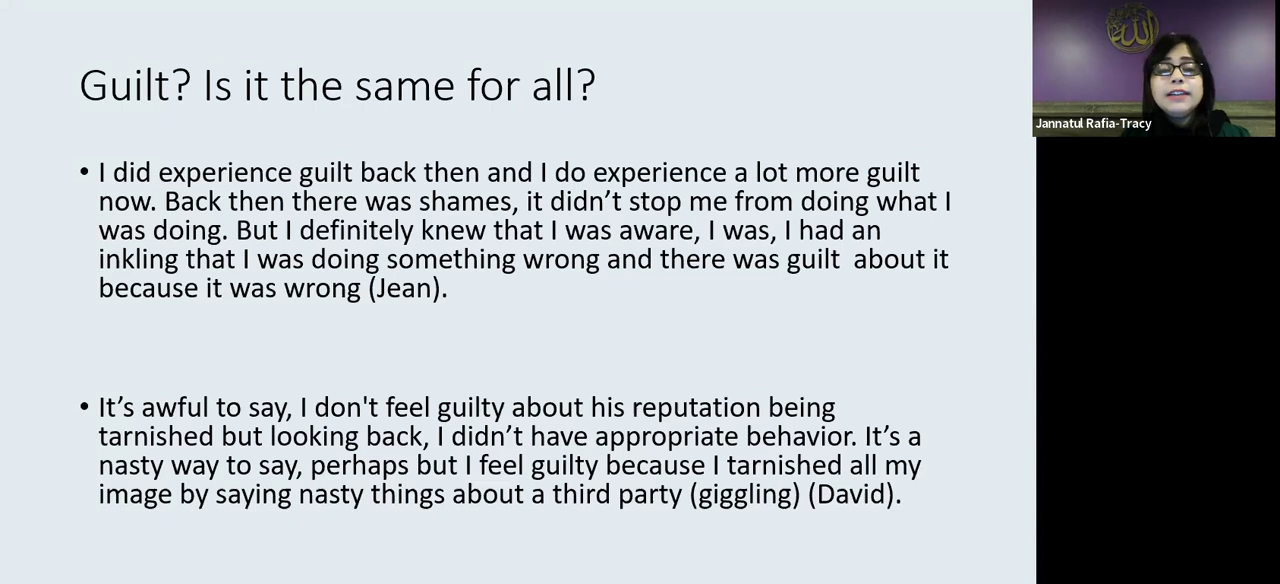 Guilt? Is it the same for all?
• I did experience guilt back then and I do experience a lot more guilt
now. Back then there was shames, it didn’t stop me from doing what I
was doing. But I definitely knew that I was aware, I was, I had an
inkling that I was doing something wrong and there was guilt  about it
because it was wrong (Jean).
• It’s awful to say, I don't feel guilty about his reputation being
tarnished but looking back, I didn’t have appropriate behavior. It’s a
nasty way to say, perhaps but I feel guilty because I tarnished all my
image by saying nasty things about a third party (giggling) (David).
الله
Jannatul Rafia-Tracy